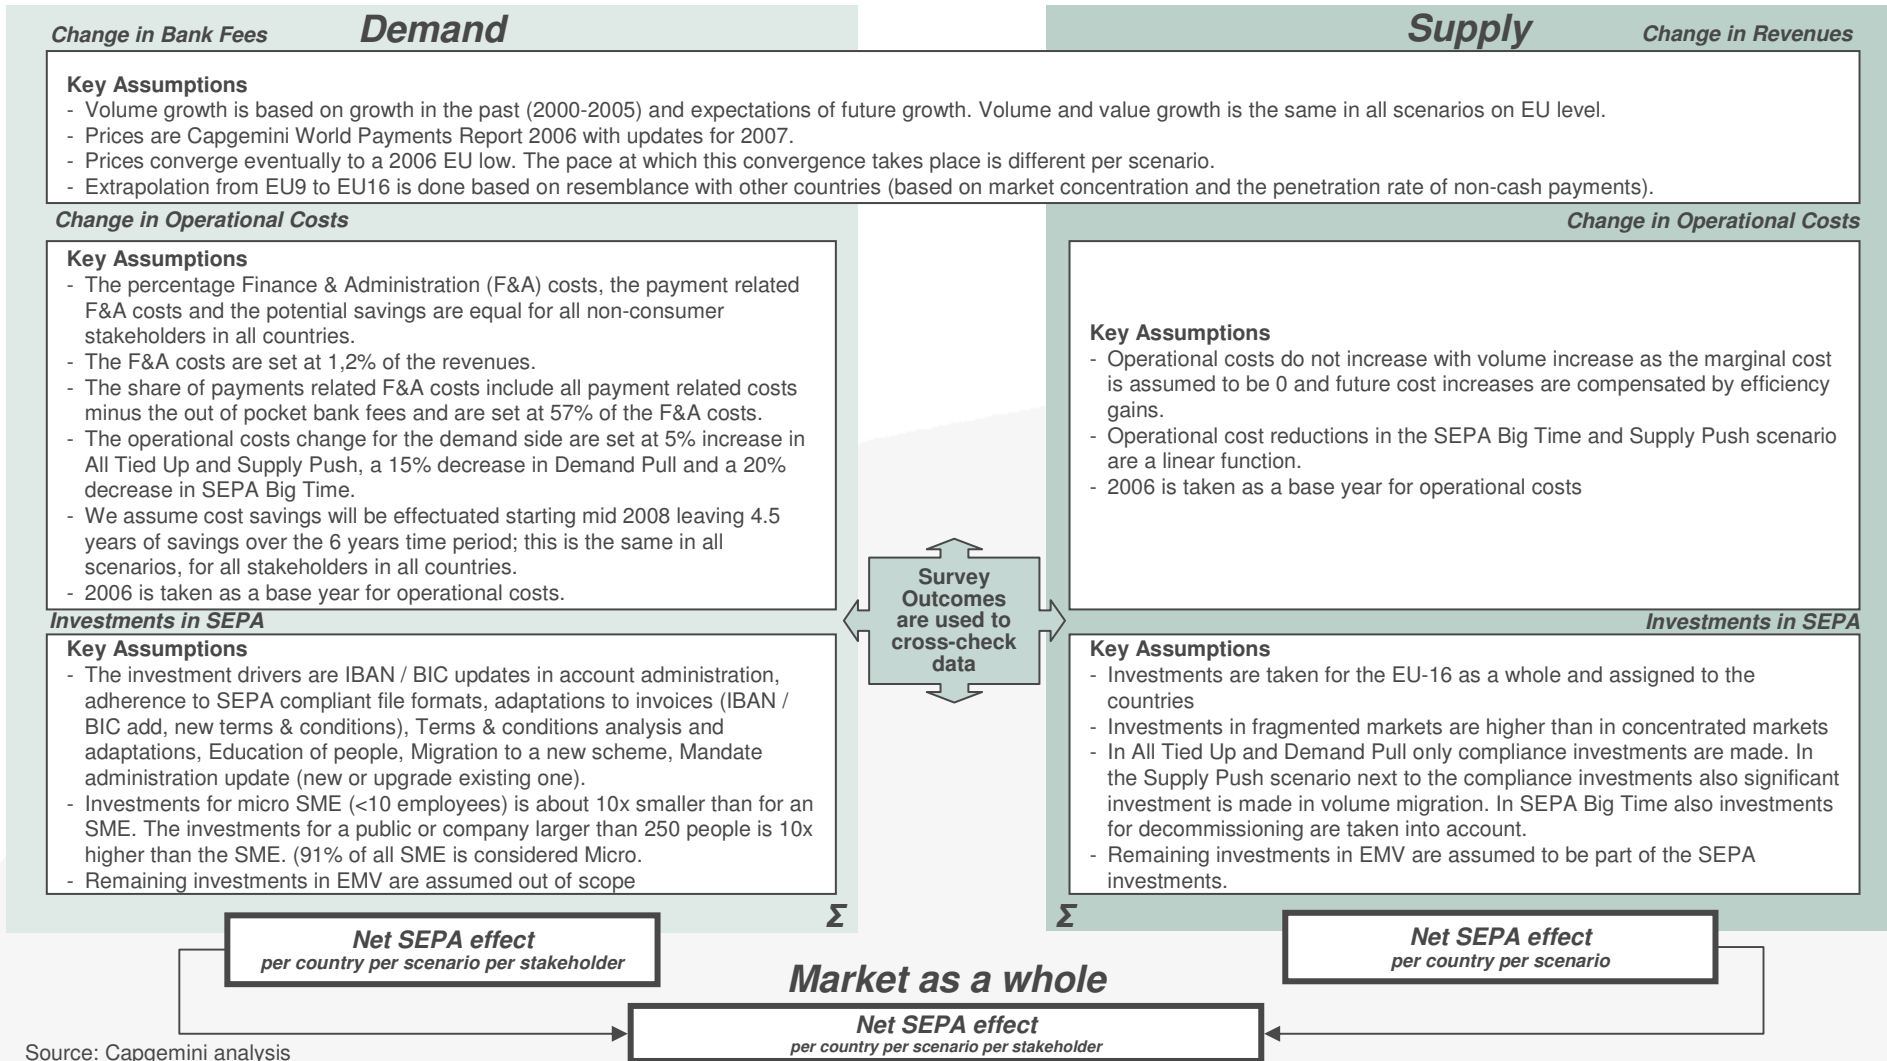 Change in Bank Fees
Demand
Supply
Change in Revenues
Key Assumptions
- Volume growth is based on growth in the past (2000-2005) and expectations of future growth. Volume and value growth is the same in all scenarios on EU level.
- Prices are Capgemini World Payments Report 2006 with updates for 2007.
- Prices converge eventually to a 2006 EU low. The pace at which this convergence takes place is different per scenario.
- Extrapolation from EU9 to EU16 is done based on resemblance with other countries (based on market concentration and the penetration rate of non-cash payments).
Change in Operational Costs
Key Assumptions
- The percentage Finance & Administration (F&A) costs, the payment related
F&A costs and the potential savings are equal for all non-consumer
stakeholders in all countries.
- The F&A costs are set at 1,2% of the revenues.
- The share of payments related F&A costs include all payment related costs
minus the out of pocket bank fees and are set at 57% of the F&A costs.
- The operational costs change for the demand side are set at 5% increase in
All Tied Up and Supply Push, a 15% decrease in Demand Pull and a 20%
decrease in SEPA Big Time.
- We assume cost savings will be effectuated starting mid 2008 leaving 4.5
years of savings over the 6 years time period; this is the same in all
scenarios, for all stakeholders in all countries.
- 2006 is taken as a base year for operational costs.
Change in Operational Costs
Key Assumptions
- Operational costs do not increase with volume increase as the marginal cost
is assumed to be 0 and future cost increases are compensated by efficiency
gains.
- Operational cost reductions in the SEPA Big Time and Supply Push scenario
are a linear function.
- 2006 is taken as a base year for operational costs
Survey
Outcomes
are used to
cross-check
data
Investments in SEPA
Key Assumptions
- The investment drivers are IBAN / BIC updates in account administration,
adherence to SEPA compliant file formats, adaptations to invoices (IBAN /
BIC add, new terms & conditions), Terms & conditions analysis and
adaptations, Education of people, Migration to a new scheme, Mandate
administration update (new or upgrade existing one).
- Investments for micro SME (<10 employees) is about 10x smaller than for an
SME. The investments for a public or company larger than 250 people is 10x
higher than the SME. (91% of all SME is considered Micro.
- Remaining investments in EMV are assumed out of scope
Investments in SEPA
Key Assumptions
- Investments are taken for the EU-16 as a whole and assigned to the
countries
- Investments in fragmented markets are higher than in concentrated markets
- In All Tied Up and Demand Pull only compliance investments are made. In
the Supply Push scenario next to the compliance investments also significant
investment is made in volume migration. In SEPA Big Time also investments
for decommissioning are taken into account.
- Remaining investments in EMV are assumed to be part of the SEPA
investments.
Σ
Σ
Net SEPA effect
per country per scenario per stakeholder
Net SEPA effect
per country per scenario
Market as a whole
Net SEPA effect
per country per scenario per stakeholder
Source: Capgemini analysis